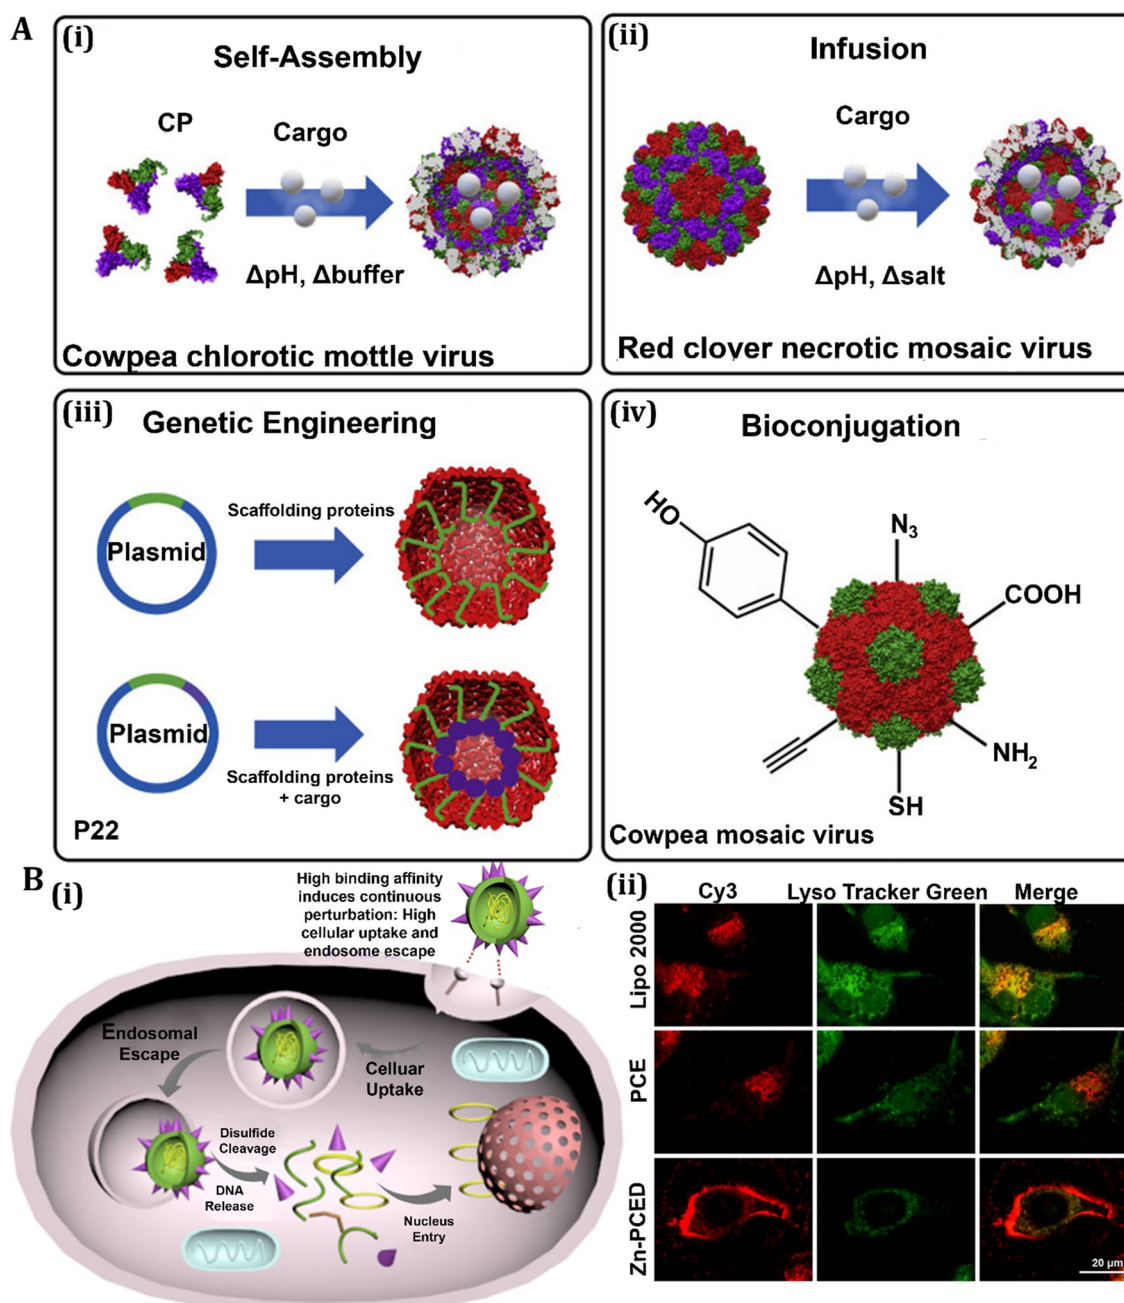 A
(i)
Self-Assembly
CP
Cargo
ΔpH, Δbuffer
Cowpea chlorotic mottle virus
(ii)
Infusion
Cargo
ΔpH, Δsalt
Red clover necrotic mosaic virus
(iii)
Genetic Engineering
Plasmid
Scaffolding proteins
Plasmid
Scaffolding proteins
+ cargo
P22
(iv)
Bioconjugation
HO
N3
COOH
NH2
SH
Cowpea mosaic virus
B
(i)
High binding affinity
induces continuous
perturbation: High
cellular uptake and
endosome escape
Endosomal
Escape
Celluar
Uptake
Disulfide
Cleavage
DNA
Release
Nucleus
Entry
(ii)
Cy3
Lyso Tracker Green
Merge
Lipo 2000
PCE
Zn-PCED
20 μm